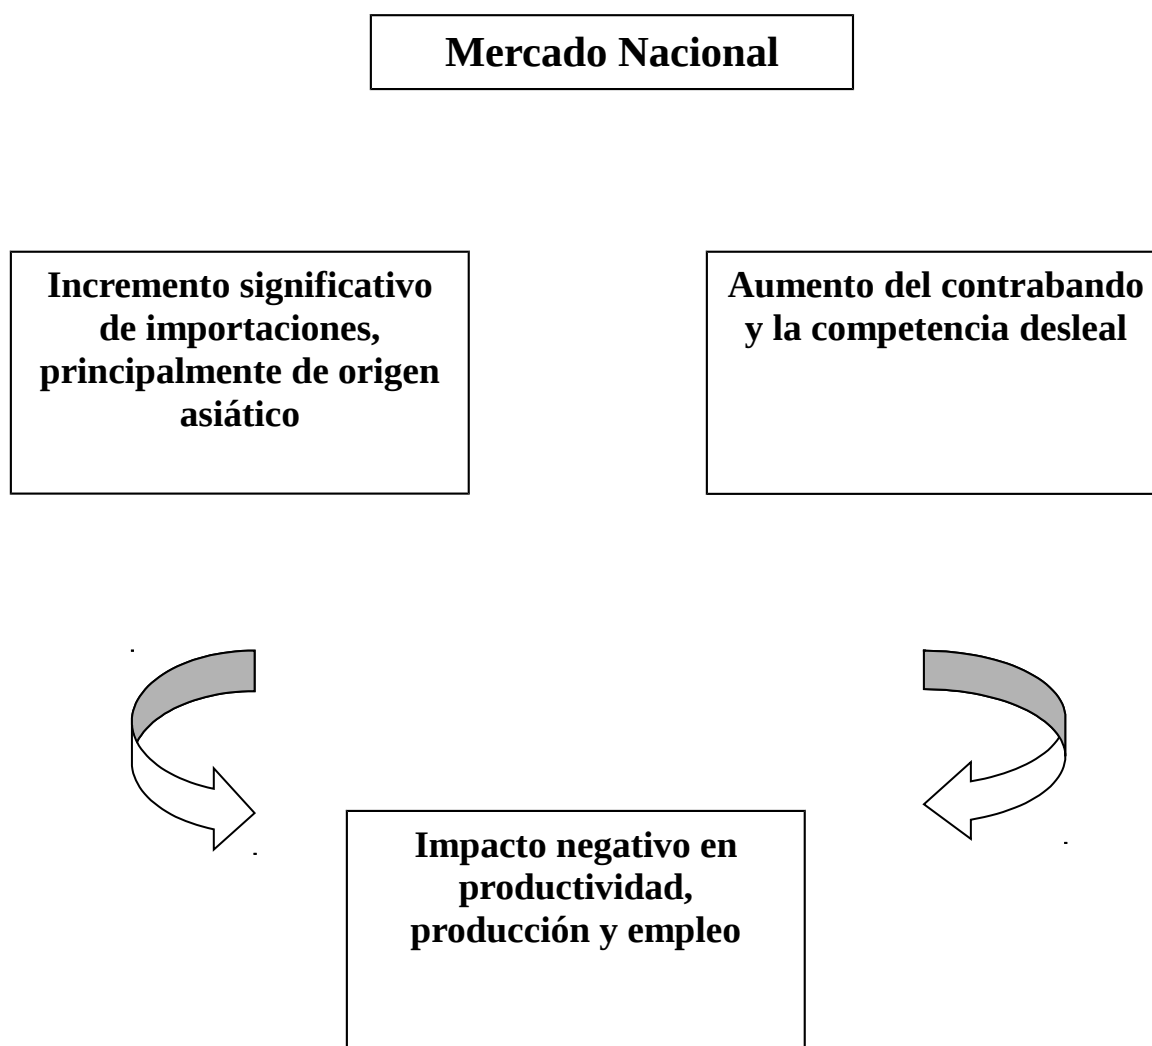 Mercado Nacional
Incremento significativo
de importaciones,
principalmente de origen
asiático
Aumento del contrabando
y la competencia desleal
Impacto negativo en
productividad,
producción y empleo